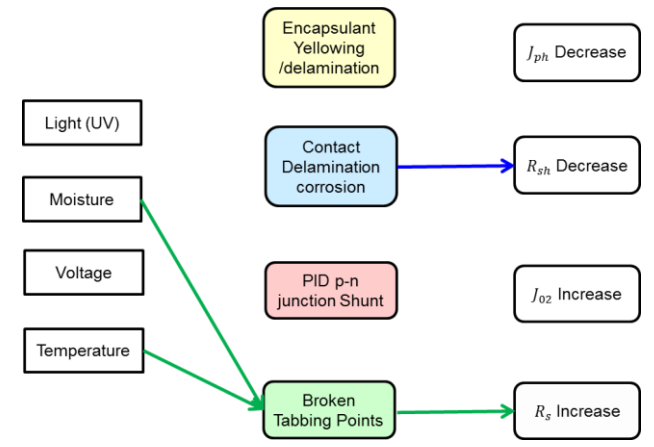 Encapsulant
Yellowing
/delamination
J_ph Decrease
Light (UV)
Contact
Delamination
corrosion
R_sh Decrease
Moisture
Voltage
PID p-n
junction Shunt
J_02 Increase
Temperature
Broken
Tabbing Points
R_s Increase